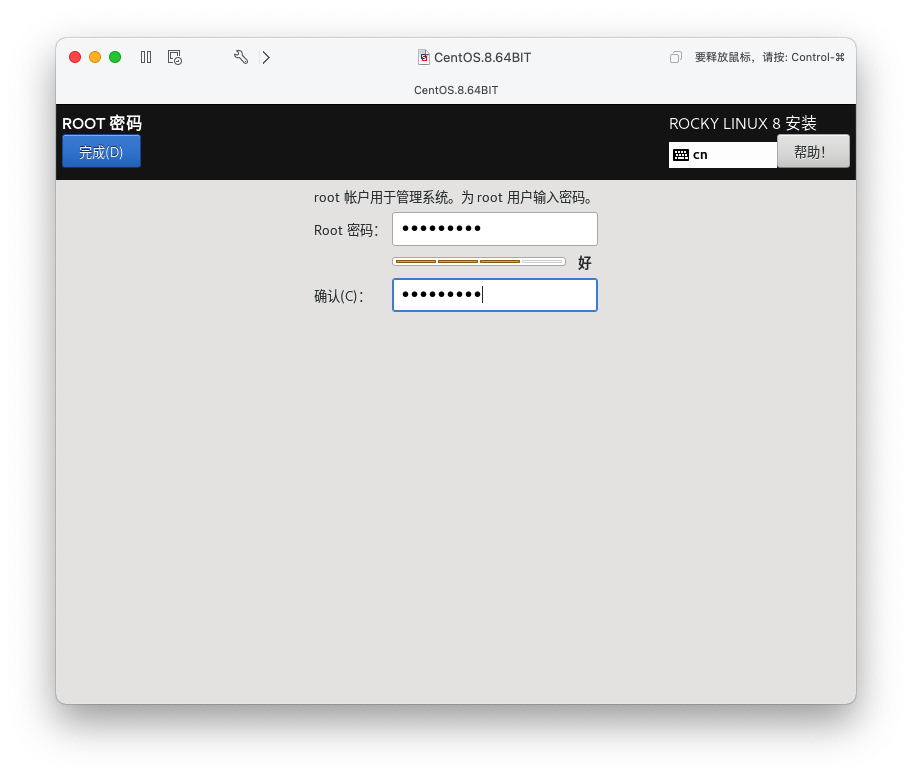 CentOS.8.64BIT
要释放鼠标，请按: Control-⌘
CentOS.8.64BIT
ROOT 密码
ROCKY LINUX 8 安装
完成(D)
cn
帮助！
root 帐户用于管理系统。为 root 用户输入密码。
Root 密码：
●●●●●●●●●
好
确认(C)：
●●●●●●●●●